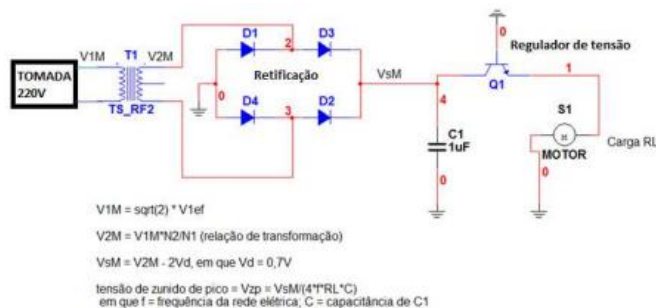 D1
D3
0
2
Regulador de tensão
T1
V1M
V2M
TOMADA
220V
Retificação
VsM
1
0
Q1
TS_RF2
D4
3
D2
4
S1
C1
1uF
MOTOR
Carga RL
0
0
V1M = sqrt(2) * V1ef
V2M = V1M*N2/N1 (relação de transformação)
VsM = V2M - 2Vd, em que Vd = 0,7V
tensão de zunido de pico = Vzp = VsM/(4*f*RL*C)
em que f = frequência da rede elétrica; C = capacitância de C1